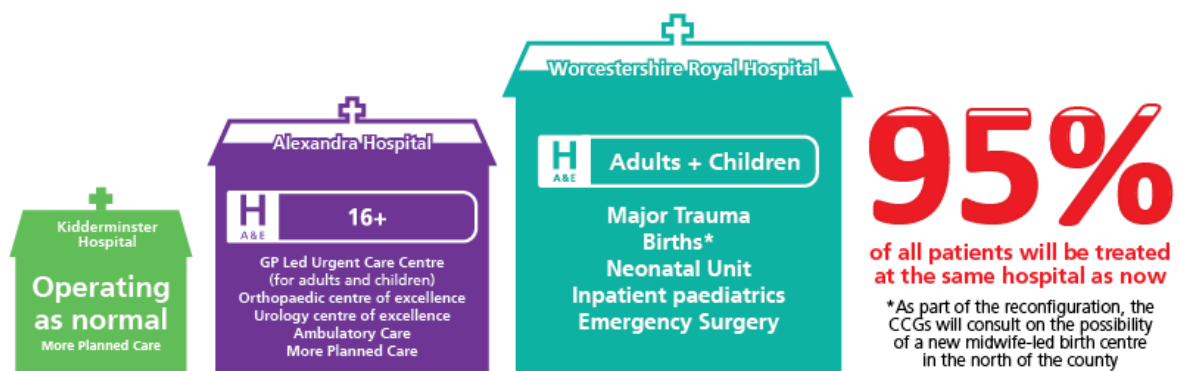 Kidderminster
Hospital
Operating
as normal
More Planned Care
Alexandra Hospital
H
A&E
16+
GP Led Urgent Care Centre
(for adults and children)
Orthopaedic centre of excellence
Urology centre of excellence
Ambulatory Care
More Planned Care
Worcestershire Royal Hospital
H
A&E
Adults + Children
Major Trauma
Births*
Neonatal Unit
Inpatient paediatrics
Emergency Surgery
95%
of all patients will be treated
at the same hospital as now
*As part of the reconfiguration, the
CCGs will consult on the possibility
of a new midwife-led birth centre
in the north of the county